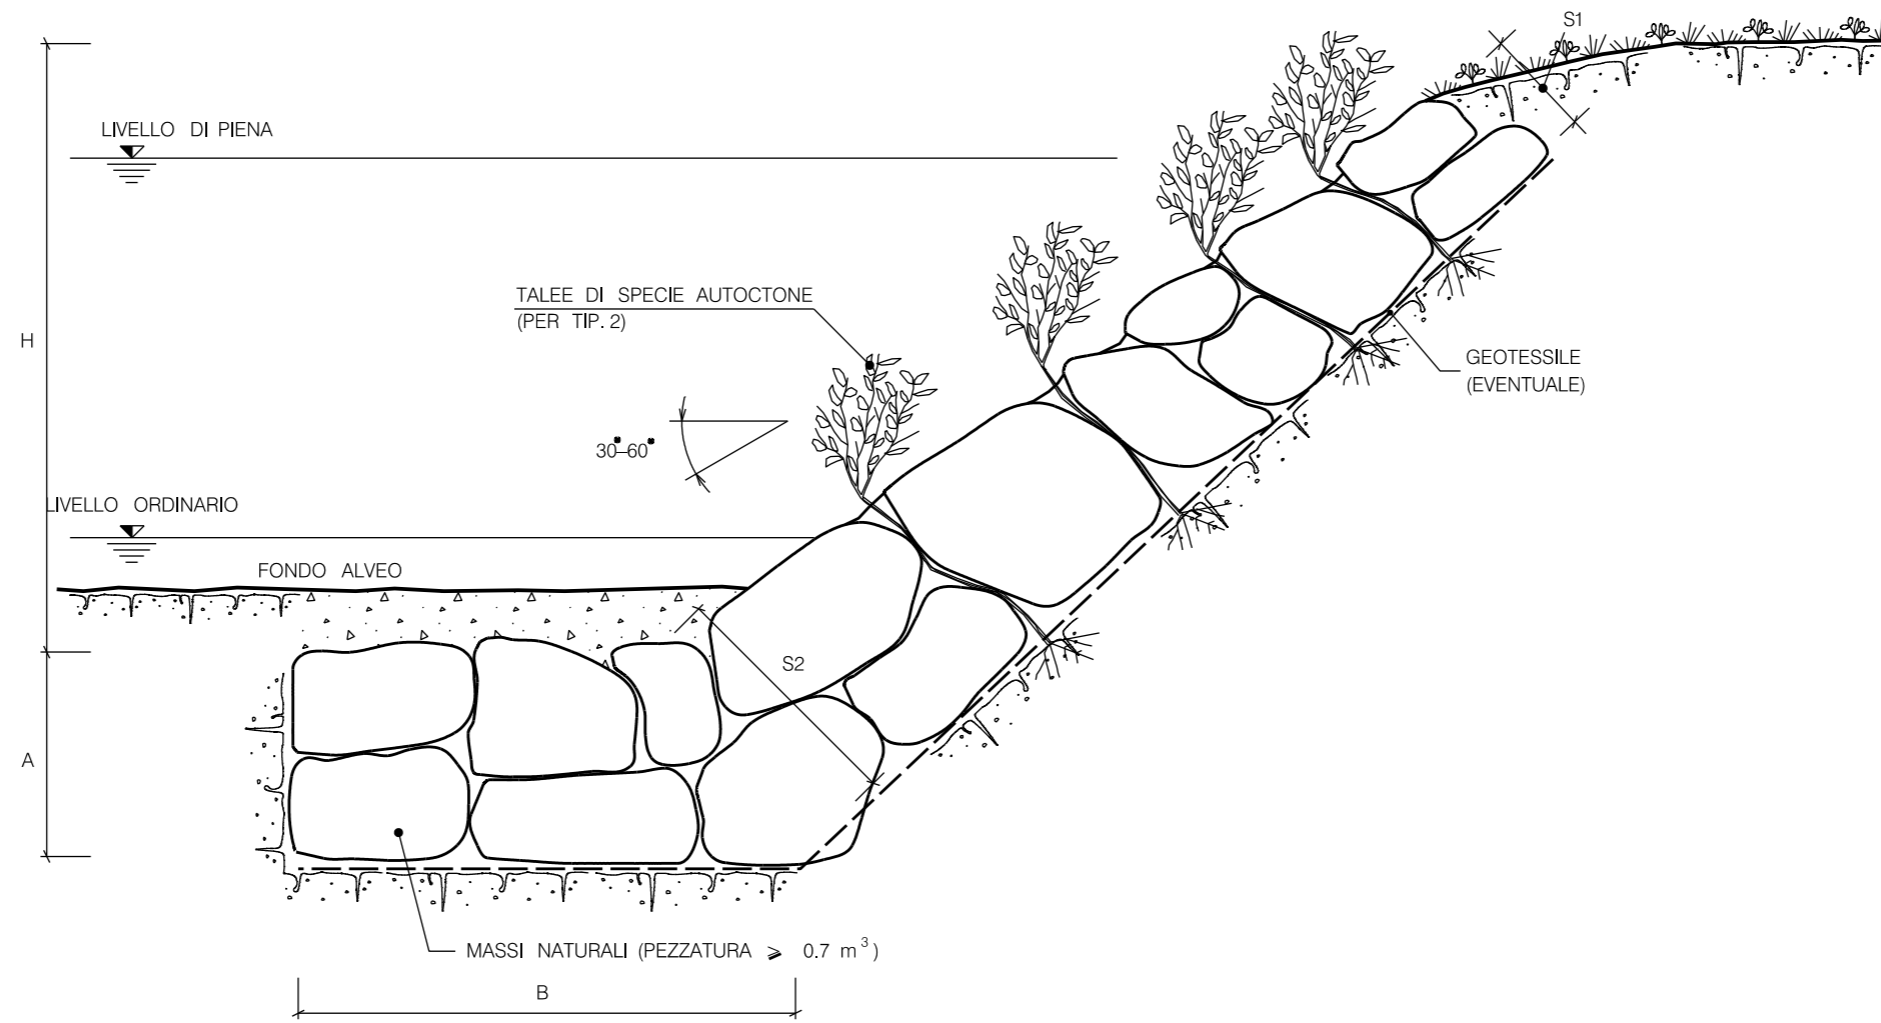 S1
LIVELLO DI PIENA
TALEE DI SPECIE AUTOCTONE
(PER TIP. 2)
H
GEOTESSILE
(EVENTUALE)
30°–60°
LIVELLO ORDINARIO
FONDO ALVEO
S2
A
MASSI NATURALI (PEZZATURA ⩾ 0.7 m³)
B